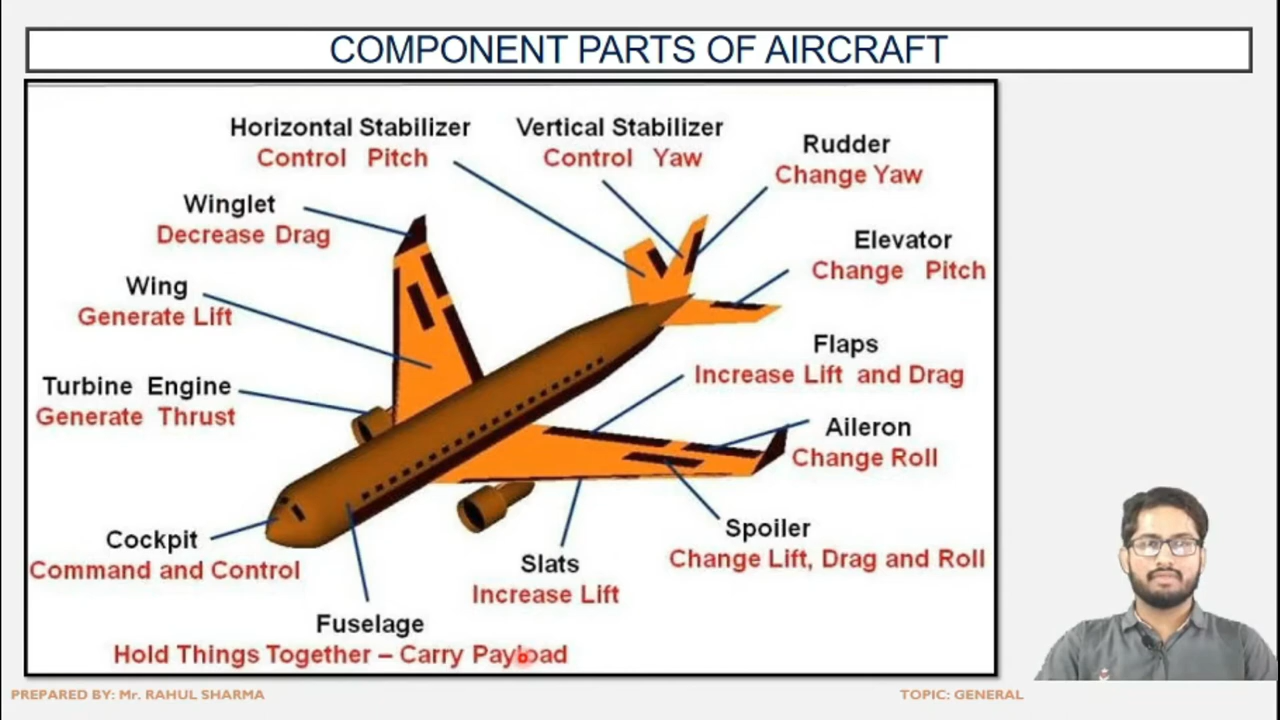 COMPONENT PARTS OF AIRCRAFT
Horizontal Stabilizer
Control Pitch
Vertical Stabilizer
Control Yaw
Rudder
Change Yaw
Winglet
Decrease Drag
Elevator
Change Pitch
Wing
Generate Lift
Flaps
Increase Lift and Drag
Turbine Engine
Generate Thrust
Aileron
Change Roll
Cockpit
Command and Control
Spoiler
Change Lift, Drag and Roll
Slats
Increase Lift
Fuselage
Hold Things Together – Carry Payload
PREPARED BY: Mr. RAHUL SHARMA
TOPIC: GENERAL